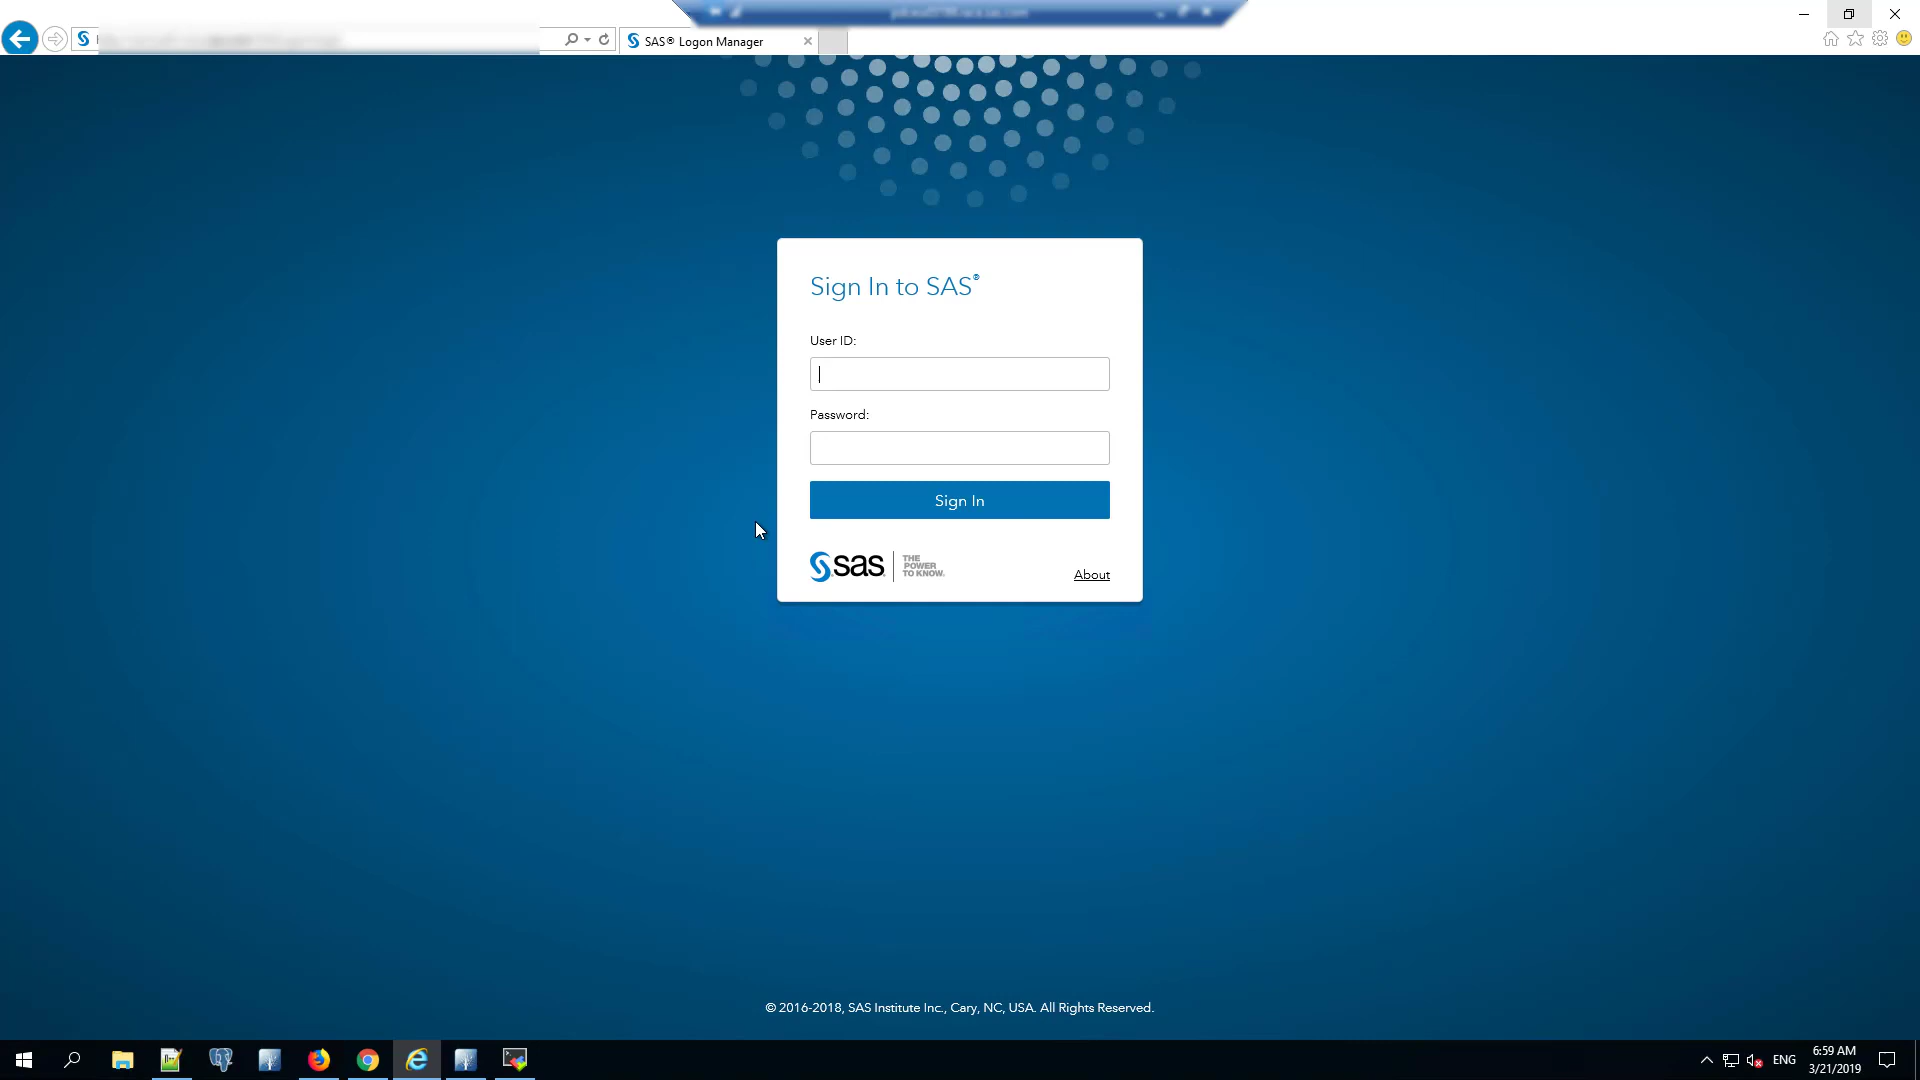 SAS® Logon Manager
Sign In to SAS®
User ID:
Password:
Sign In
sas
THE
POWER
TO KNOW.
About
© 2016-2018, SAS Institute Inc., Cary, NC, USA. All Rights Reserved.
ENG
6:59 AM
3/21/2019